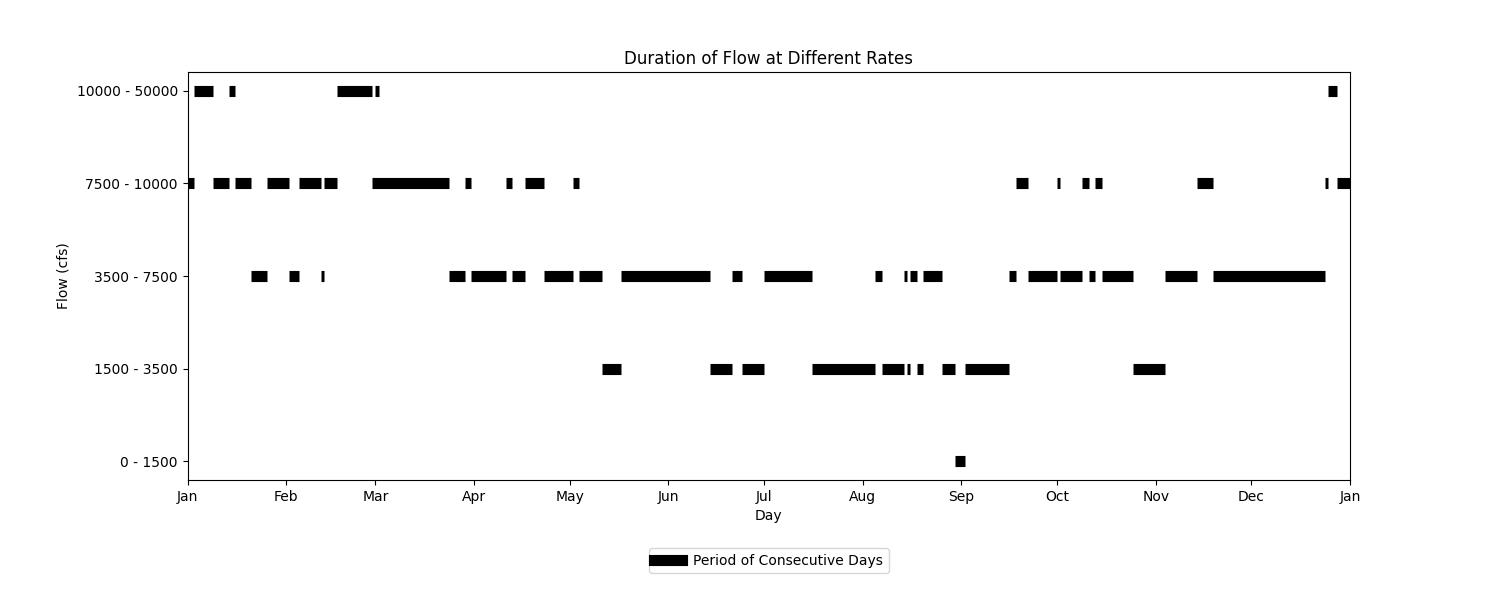 Duration of Flow at Different Rates
10000 - 50000
7500 - 10000
3500 - 7500
1500 - 3500
0 - 1500
Flow (cfs)
Jan Feb Mar Apr May Jun Jul Aug Sep Oct Nov Dec Jan
Day
Period of Consecutive Days